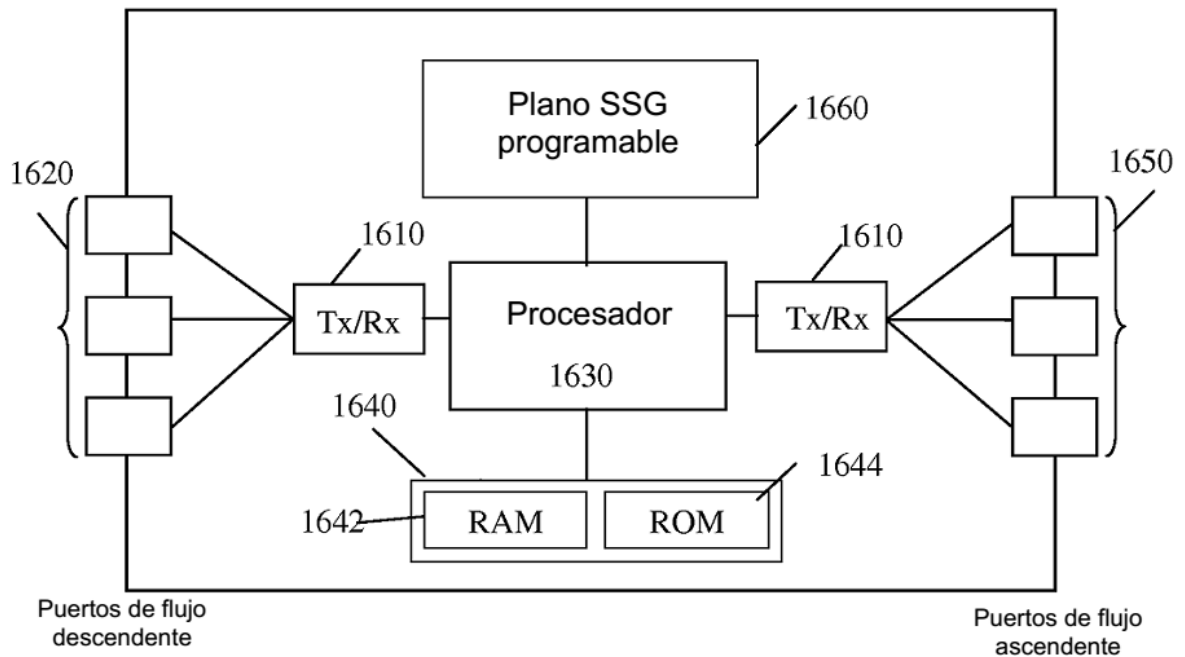 Plano SSG
programable
1660
1620
1650
1610
1610
Tx/Rx
Procesador
1630
Tx/Rx
1640
1644
1642
RAM
ROM
Puertos de flujo
descendente
Puertos de flujo
ascendente